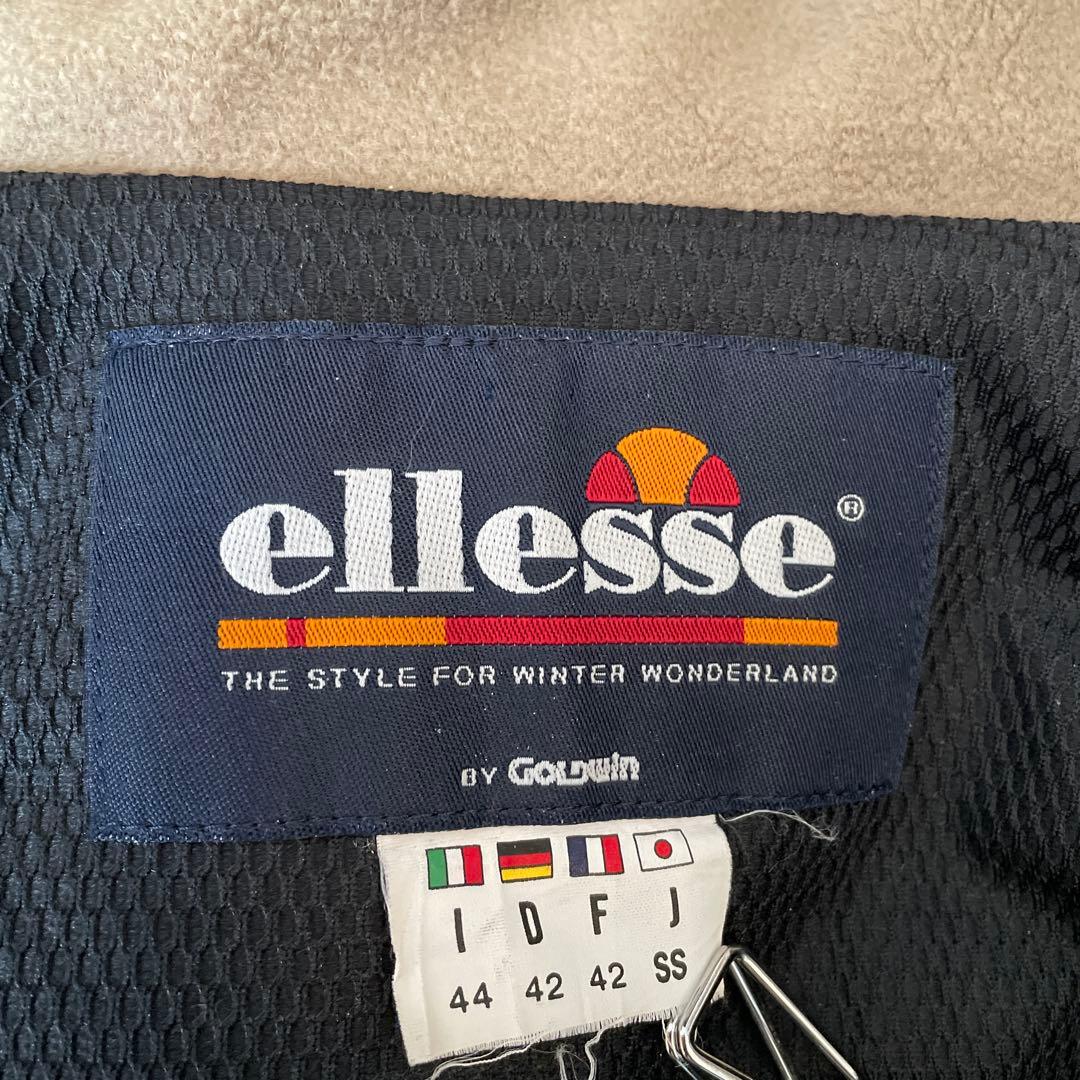 ellesse®
THE STYLE FOR WINTER WONDERLAND
BY GOLDWIN
I D F J
44 42 42 SS